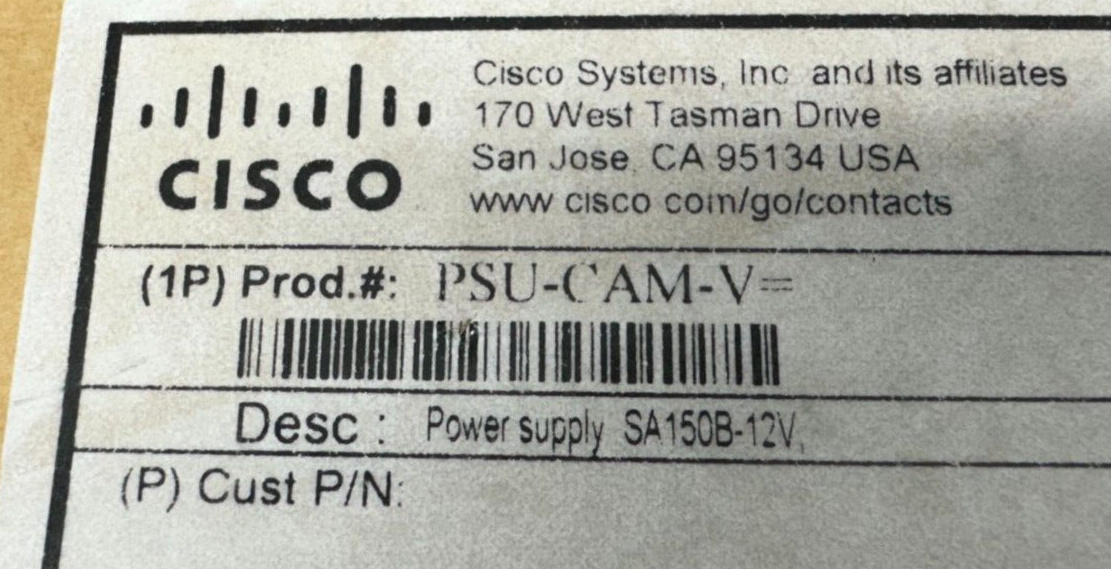 CISCO
Cisco Systems, Inc and its affiliates
170 West Tasman Drive
San Jose, CA 95134 USA
www cisco com/go/contacts
(1P) Prod.#: PSU-CAM-V=
Desc : Power supply SA150B-12V,
(P) Cust P/N: